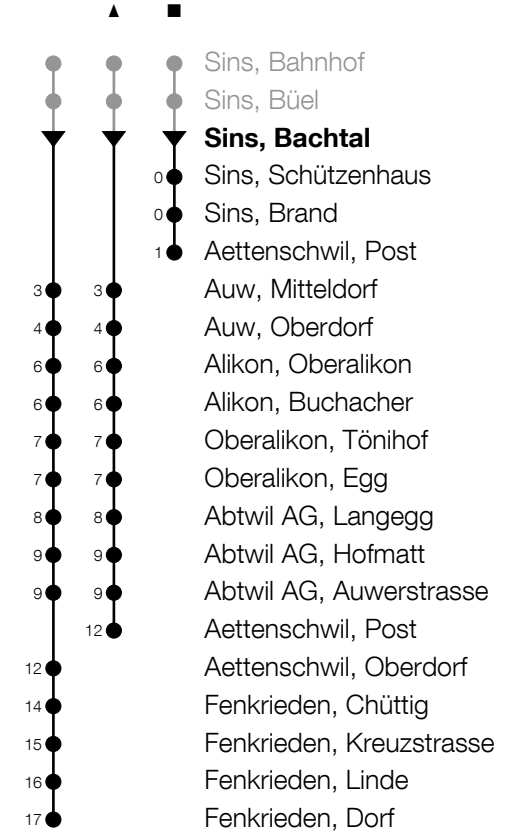 Sins, Bahnhof
Sins, Büel
Sins, Bachtal
0 Sins, Schützenhaus
0 Sins, Brand
1 Aettenschwil, Post
3 3 Auw, Mitteldorf
4 4 Auw, Oberdorf
6 6 Alikon, Oberalikon
6 6 Alikon, Buchacher
7 7 Oberalikon, Tönihof
7 7 Oberalikon, Egg
8 8 Abtwil AG, Langegg
9 9 Abtwil AG, Hofmatt
9 9 Abtwil AG, Auwerstrasse
12 Aettenschwil, Post
12 Aettenschwil, Oberdorf
14 Fenkrieden, Chüttig
15 Fenkrieden, Kreuzstrasse
16 Fenkrieden, Linde
17 Fenkrieden, Dorf